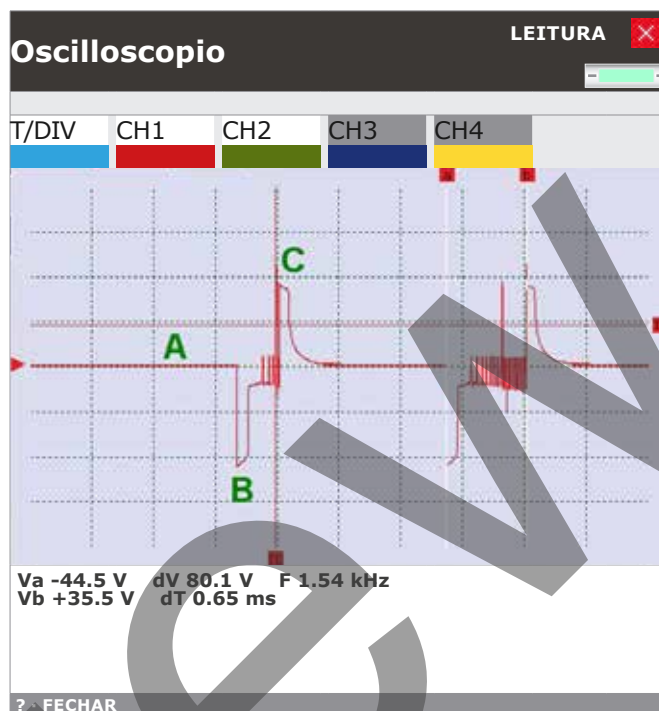 LEITURA
Oscilloscopio
T/DIV CH1 CH2 CH3 CH4
a b
C
A
B
Va -44.5 V dV 80.1 V F 1.54 kHz
Vb +35.5 V dT 0.65 ms
? FECHAR